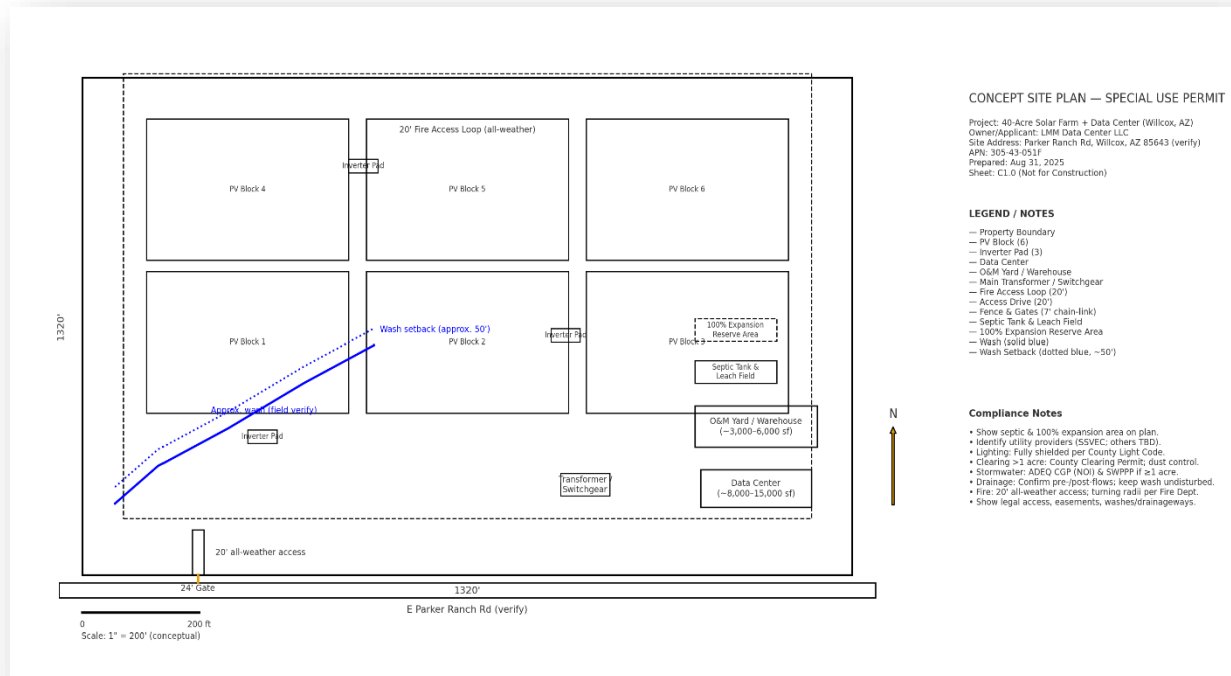 20' Fire Access Loop (all-weather)
Inverter Pad
PV Block 4
PV Block 5
PV Block 6
1320'
Wash setback (approx. 50')
PV Block 1
PV Block 2
Inverter Pad
PV Block 3
100% Expansion
Reserve Area
Septic Tank &
Leach Field
Approx. wash (field verify)
Inverter Pad
O&M Yard / Warehouse
(~3,000–6,000 sf)
Transformer /
Switchgear
Data Center
(~8,000–15,000 sf)
20' all-weather access
24' Gate
1320'
E Parker Ranch Rd (verify)
0
200 ft
Scale: 1" = 200' (conceptual)
CONCEPT SITE PLAN — SPECIAL USE PERMIT
Project: 40-Acre Solar Farm + Data Center (Willcox, AZ)
Owner/Applicant: LMM Data Center LLC
Site Address: Parker Ranch Rd, Willcox, AZ 85643 (verify)
APN: 305-43-051F
Prepared: Aug 31, 2025
Sheet: C1.0 (Not for Construction)
LEGEND / NOTES
— Property Boundary
— PV Block (6)
— Inverter Pad (3)
— Data Center
— O&M Yard / Warehouse
— Main Transformer / Switchgear
— Fire Access Loop (20')
— Access Drive (20')
— Fence & Gates (7' chain-link)
— Septic Tank & Leach Field
— 100% Expansion Reserve Area
— Wash (solid blue)
— Wash Setback (dotted blue, ~50')
N
Compliance Notes
• Show septic & 100% expansion area on plan.
• Identify utility providers (SSVEC; others TBD).
• Lighting: Fully shielded per County Light Code.
• Clearing >1 acre: County Clearing Permit; dust control.
• Stormwater: ADEQ CGP (NOI) & SWPPP if ≥1 acre.
• Drainage: Confirm pre-/post-flows; keep wash undisturbed.
• Fire: 20' all-weather access; turning radii per Fire Dept.
• Show legal access, easements, washes/drainageways.